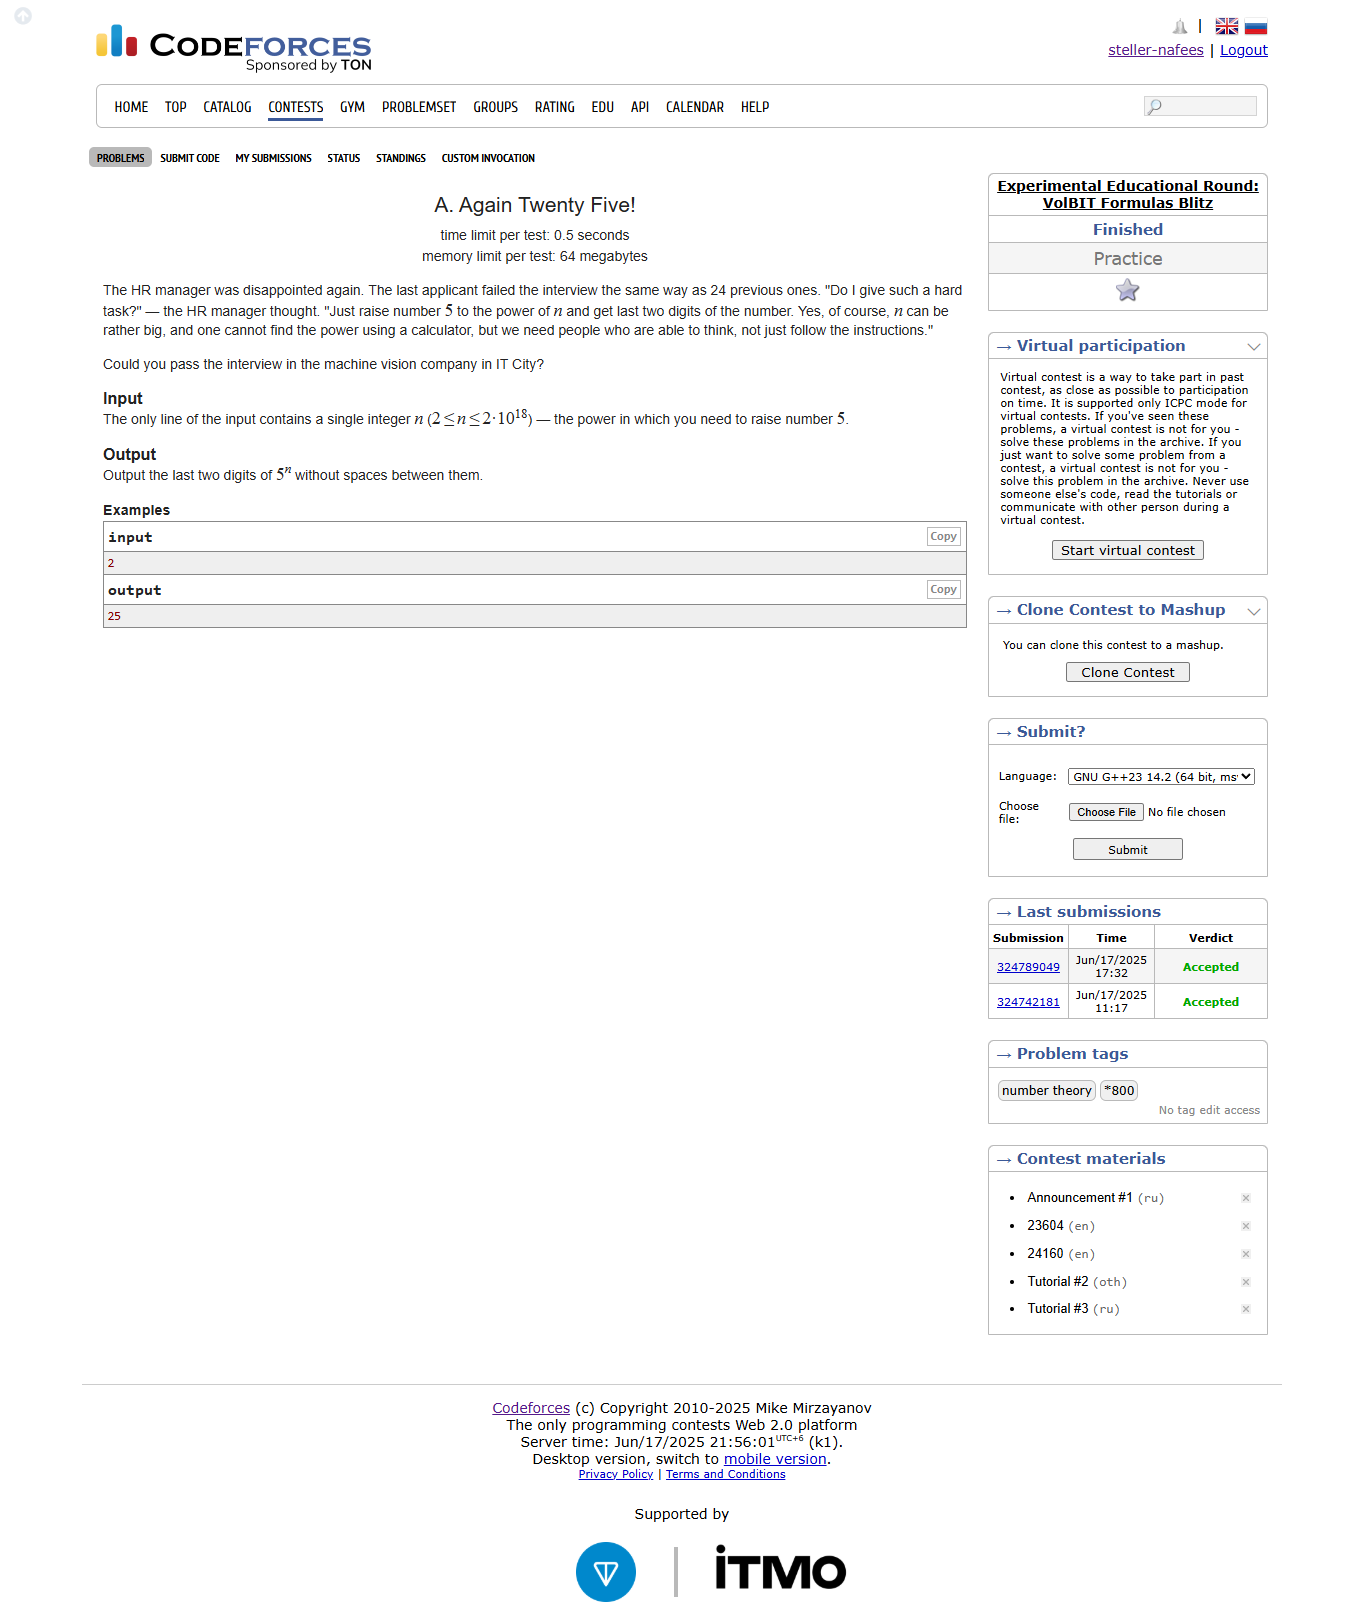 CODEFORCES
Sponsored by TON
|
steller-nafees | Logout
HOME TOP CATALOG CONTESTS GYM PROBLEMSET GROUPS RATING EDU API CALENDAR HELP
PROBLEMS SUBMIT CODE MY SUBMISSIONS STATUS STANDINGS CUSTOM INVOCATION
A. Again Twenty Five!
time limit per test: 0.5 seconds
memory limit per test: 64 megabytes
The HR manager was disappointed again. The last applicant failed the interview the same way as 24 previous ones. "Do I give such a hard
task?" — the HR manager thought. "Just raise number 5 to the power of n and get last two digits of the number. Yes, of course, n can be
rather big, and one cannot find the power using a calculator, but we need people who are able to think, not just follow the instructions."
Could you pass the interview in the machine vision company in IT City?
Input
The only line of the input contains a single integer n (2 ≤ n ≤ 2·10^18) — the power in which you need to raise number 5.
Output
Output the last two digits of 5^n without spaces between them.
Examples
input
Copy
2
output
Copy
25
Experimental Educational Round:
VolBIT Formulas Blitz
Finished
Practice
→ Virtual participation
Virtual contest is a way to take part in past
contest, as close as possible to participation
on time. It is supported only ICPC mode for
virtual contests. If you've seen these
problems, a virtual contest is not for you -
solve these problems in the archive. If you
just want to solve some problem from a
contest, a virtual contest is not for you -
solve this problem in the archive. Never use
someone else's code, read the tutorials or
communicate with other person during a
virtual contest.
Start virtual contest
→ Clone Contest to Mashup
You can clone this contest to a mashup.
Clone Contest
→ Submit?
Language: GNU G++23 14.2 (64 bit, ms
Choose
file:
Choose File No file chosen
Submit
→ Last submissions
Submission Time Verdict
324789049 Jun/17/2025 17:32 Accepted
324742181 Jun/17/2025 11:17 Accepted
→ Problem tags
number theory *800
No tag edit access
→ Contest materials
• Announcement #1 (ru) ×
• 23604 (en) ×
• 24160 (en) ×
• Tutorial #2 (oth) ×
• Tutorial #3 (ru) ×
Codeforces (c) Copyright 2010-2025 Mike Mirzayanov
The only programming contests Web 2.0 platform
Server time: Jun/17/2025 21:56:01 UTC+6 (k1).
Desktop version, switch to mobile version.
Privacy Policy | Terms and Conditions
Supported by
iTMO